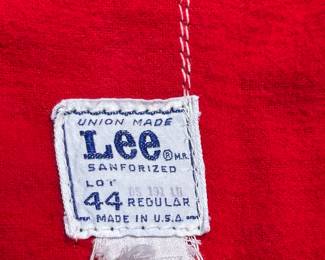 UNION MADE
Lee ® M.R.
SANFORIZED
LOT
44 REGULAR
MADE IN U.S.A.